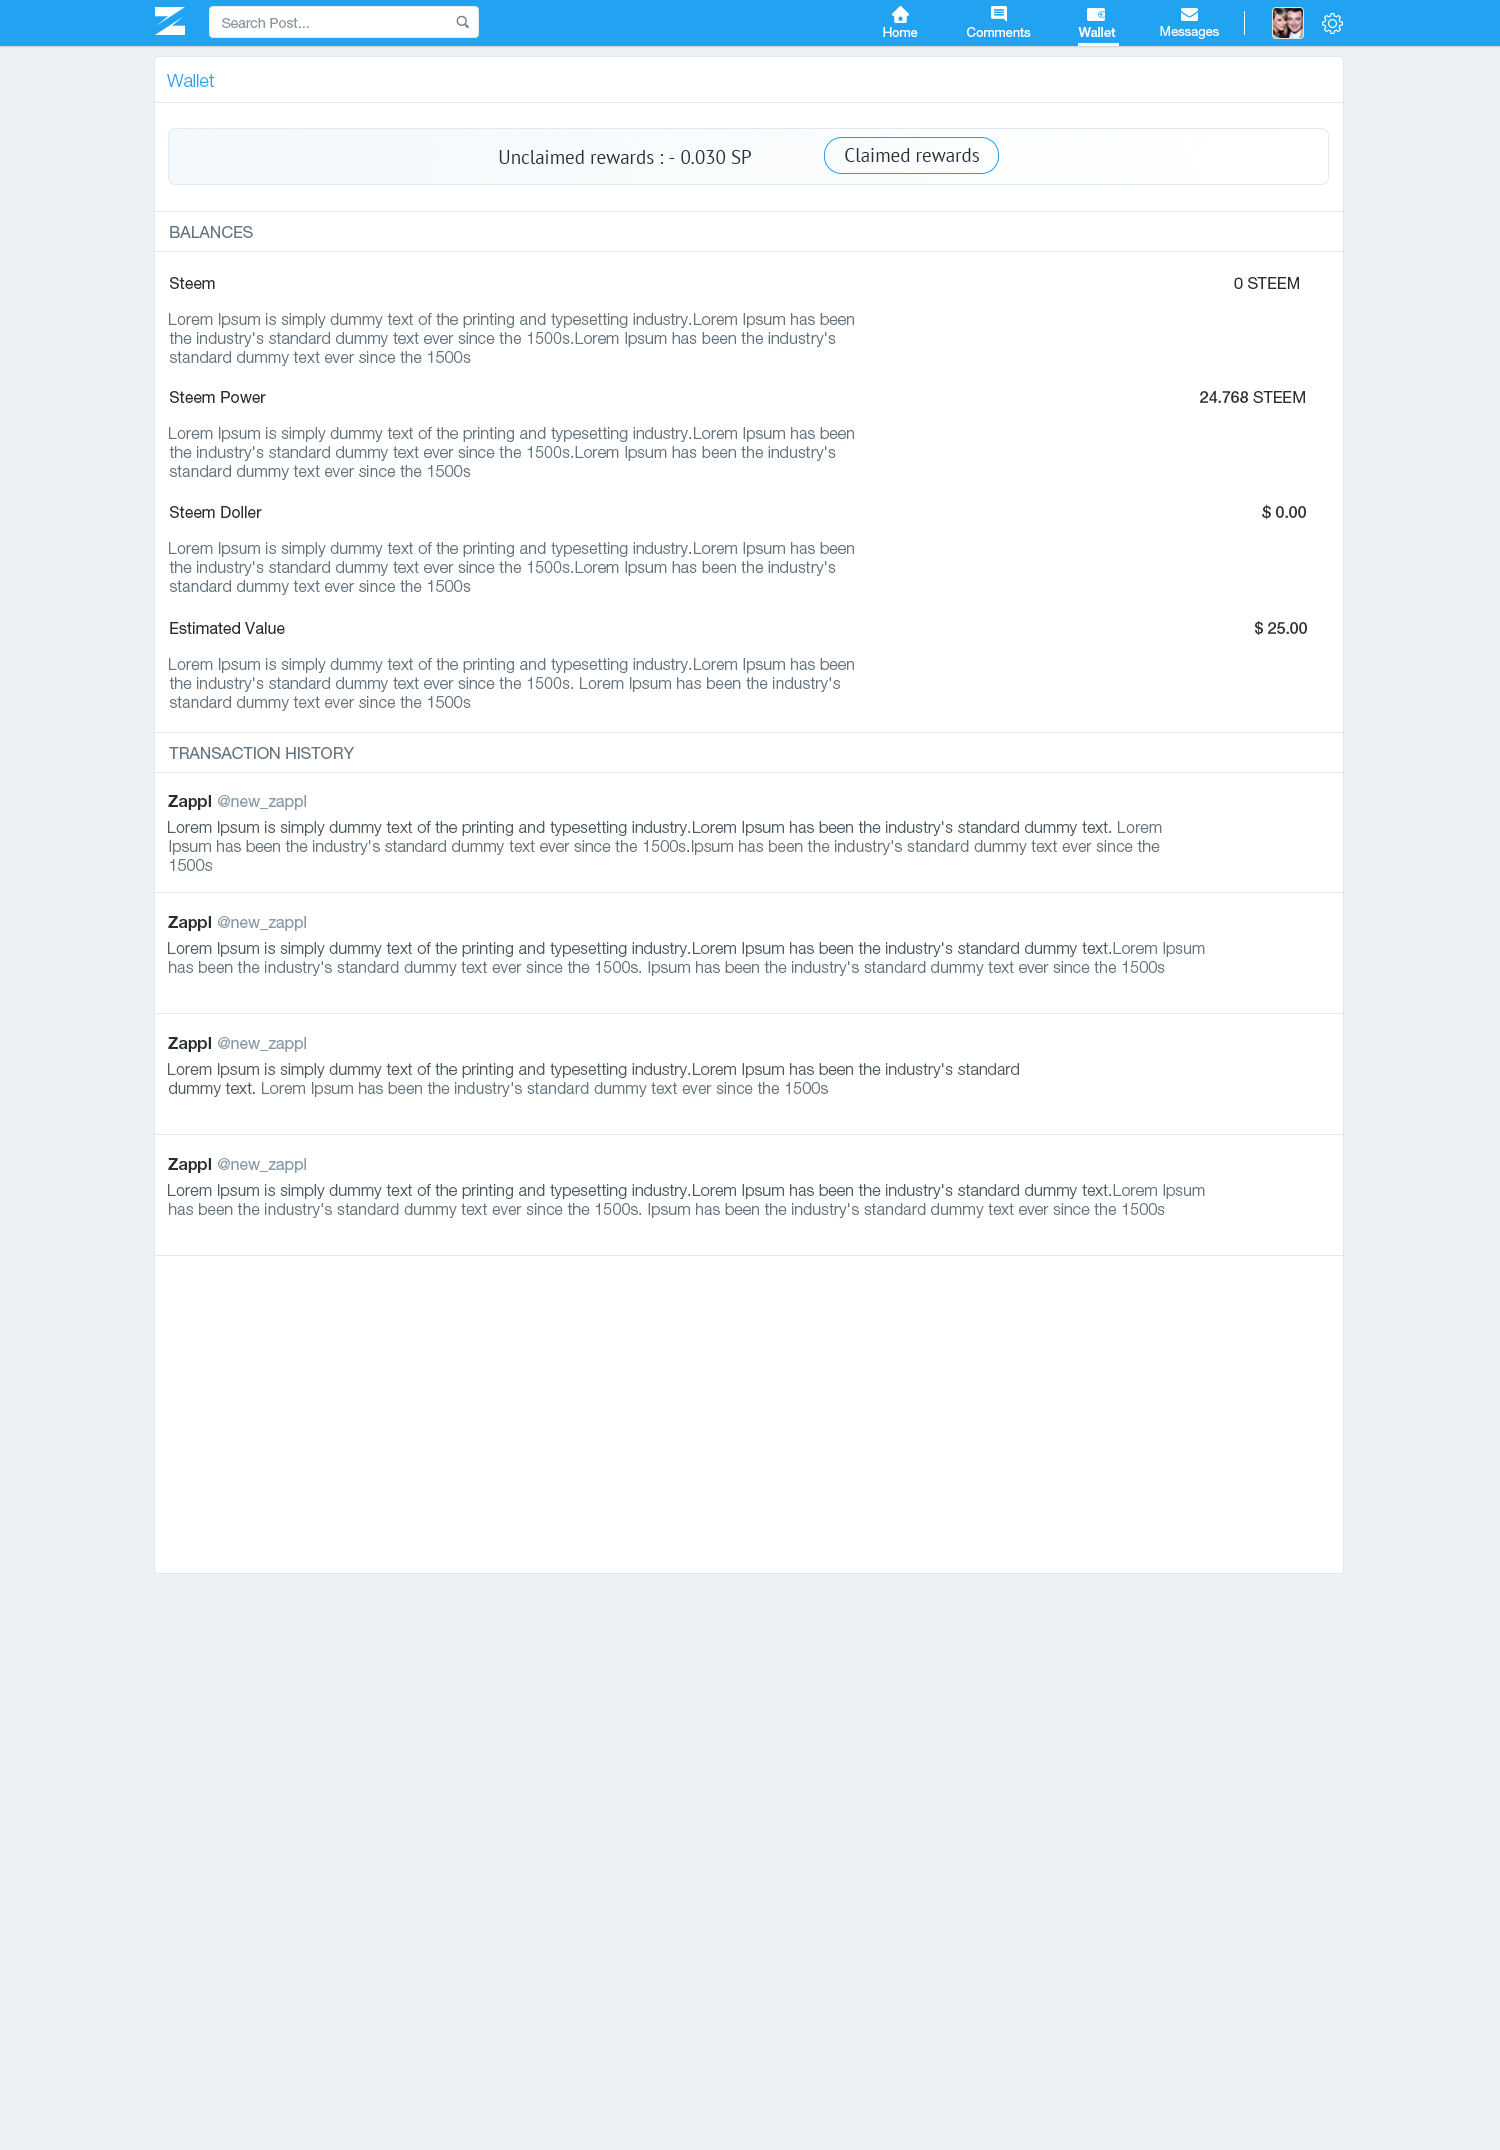 Search Post...
Home
Comments
Wallet
Messages
Wallet
Unclaimed rewards : - 0.030 SP
Claimed rewards
BALANCES
Steem
0 STEEM
Lorem Ipsum is simply dummy text of the printing and typesetting industry.Lorem Ipsum has been
the industry's standard dummy text ever since the 1500s.Lorem Ipsum has been the industry's
standard dummy text ever since the 1500s
Steem Power
24.768 STEEM
Lorem Ipsum is simply dummy text of the printing and typesetting industry.Lorem Ipsum has been
the industry's standard dummy text ever since the 1500s.Lorem Ipsum has been the industry's
standard dummy text ever since the 1500s
Steem Doller
$ 0.00
Lorem Ipsum is simply dummy text of the printing and typesetting industry.Lorem Ipsum has been
the industry's standard dummy text ever since the 1500s.Lorem Ipsum has been the industry's
standard dummy text ever since the 1500s
Estimated Value
$ 25.00
Lorem Ipsum is simply dummy text of the printing and typesetting industry.Lorem Ipsum has been
the industry's standard dummy text ever since the 1500s. Lorem Ipsum has been the industry's
standard dummy text ever since the 1500s
TRANSACTION HISTORY
Zappl @new_zappl
Lorem Ipsum is simply dummy text of the printing and typesetting industry.Lorem Ipsum has been the industry's standard dummy text. Lorem
Ipsum has been the industry's standard dummy text ever since the 1500s.Ipsum has been the industry's standard dummy text ever since the
1500s
Zappl @new_zappl
Lorem Ipsum is simply dummy text of the printing and typesetting industry.Lorem Ipsum has been the industry's standard dummy text.Lorem Ipsum
has been the industry's standard dummy text ever since the 1500s. Ipsum has been the industry's standard dummy text ever since the 1500s
Zappl @new_zappl
Lorem Ipsum is simply dummy text of the printing and typesetting industry.Lorem Ipsum has been the industry's standard
dummy text. Lorem Ipsum has been the industry's standard dummy text ever since the 1500s
Zappl @new_zappl
Lorem Ipsum is simply dummy text of the printing and typesetting industry.Lorem Ipsum has been the industry's standard dummy text.Lorem Ipsum
has been the industry's standard dummy text ever since the 1500s. Ipsum has been the industry's standard dummy text ever since the 1500s